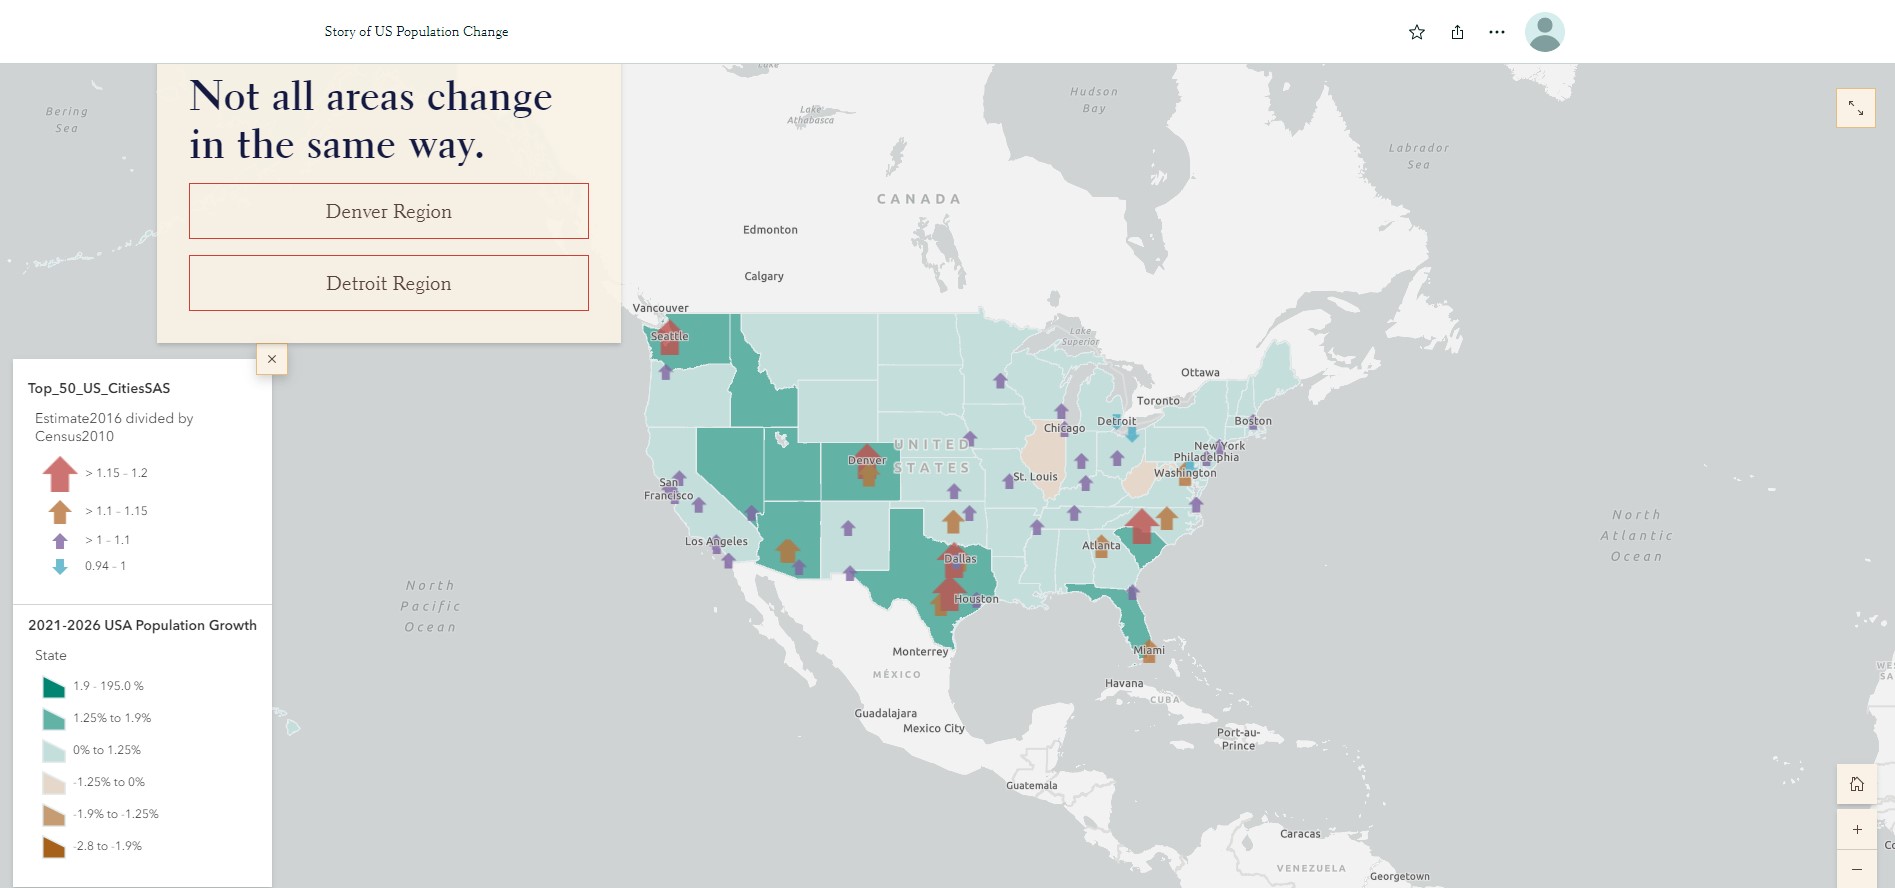 Story of US Population Change
Not all areas change
in the same way.
Denver Region
Detroit Region
Top_50_US_CitiesSAS
Estimate2016 divided by
Census2010
> 1.15 - 1.2
> 1.1 - 1.15
> 1 - 1.1
0.94 - 1
2021-2026 USA Population Growth
State
1.9 - 195.0 %
1.25% to 1.9%
0% to 1.25%
-1.25% to 0%
-1.9% to -1.25%
-2.8 to -1.9%
Bering
Sea
Lake
Lake
Athabasca
Hudson
Bay
Labrador
Sea
CANADA
Edmonton
Calgary
Vancouver
Seattle
Lake
Superior
Ottawa
Toronto
Detroit
Boston
Chicago
New York
Philadelphia
Washington
UNITED
STATES
Denver
St. Louis
San
Francisco
Los Angeles
Atlanta
Dallas
Houston
Miami
North
Pacific
Ocean
North
Atlantic
Ocean
Monterrey
MÉXICO
Havana
CUBA
Guadalajara
Mexico City
Port-au-
Prince
Guatemala
Caracas
VENEZUELA
Georgetown